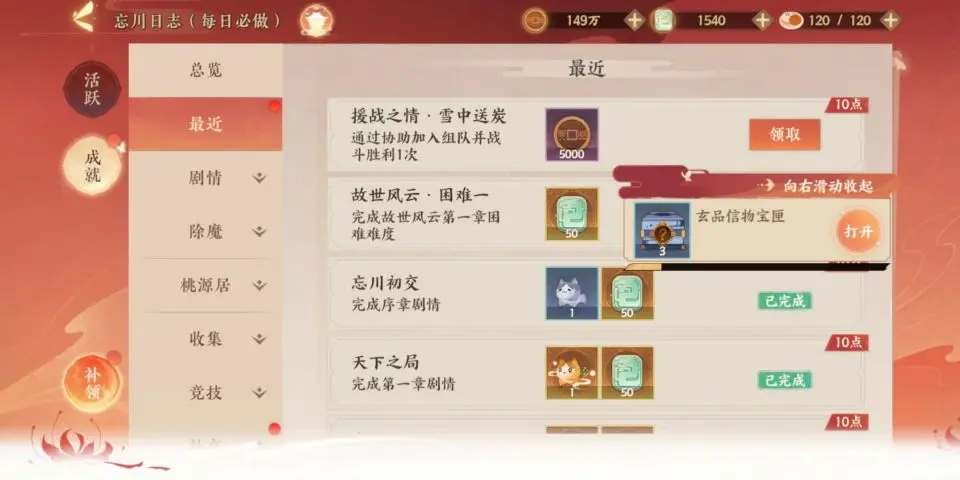 忘川日志（每日必做）
149万
1540
120 / 120
活跃
成就
补领
总览
最近
剧情
除魔
桃源居
收集
竞技
最近
援战之情·雪中送炭
通过协助加入组队并战
斗胜利1次
5000
10点
领取
故世风云·困难一
完成故世风云第一章困
难难度
50
向右滑动收起
玄品信物宝匣
3
打开
忘川初交
完成序章剧情
1
50
已完成
天下之局
完成第一章剧情
1
50
10点
已完成
10点